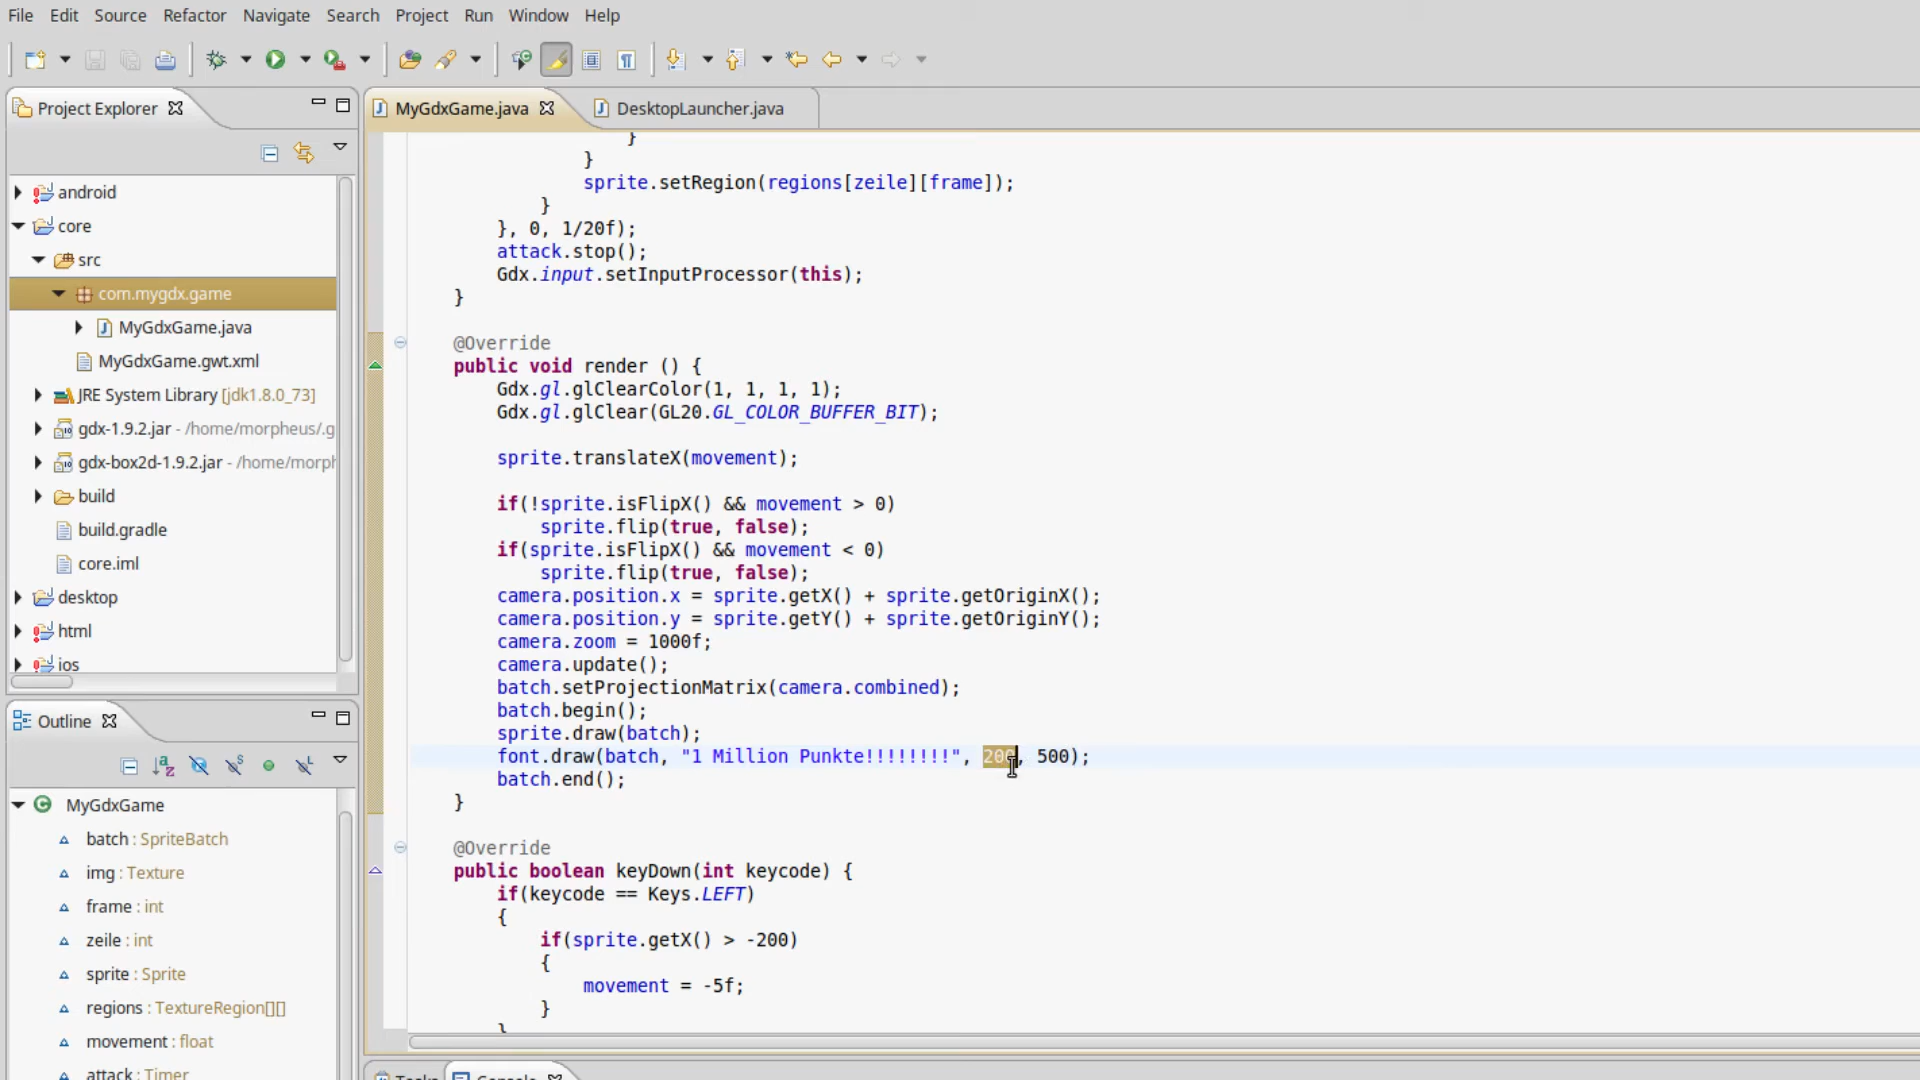 File Edit Source Refactor Navigate Search Project Run Window Help
Project Explorer
android
core
src
com.mygdx.game
MyGdxGame.java
MyGdxGame.gwt.xml
JRE System Library [jdk1.8.0_73]
gdx-1.9.2.jar - /home/morpheus/.g
gdx-box2d-1.9.2.jar - /home/morph
build
build.gradle
core.iml
desktop
html
ios
Outline
MyGdxGame
batch : SpriteBatch
img : Texture
frame : int
zeile : int
sprite : Sprite
regions : TextureRegion[][]
movement : float
attack : Timer
MyGdxGame.java DesktopLauncher.java
}
}
sprite.setRegion(regions[zeile][frame]);
}
}, 0, 1/20f);
attack.stop();
Gdx.input.setInputProcessor(this);
}
@Override
public void render () {
Gdx.gl.glClearColor(1, 1, 1, 1);
Gdx.gl.glClear(GL20.GL_COLOR_BUFFER_BIT);
sprite.translateX(movement);
if(!sprite.isFlipX() && movement > 0)
sprite.flip(true, false);
if(sprite.isFlipX() && movement < 0)
sprite.flip(true, false);
camera.position.x = sprite.getX() + sprite.getOriginX();
camera.position.y = sprite.getY() + sprite.getOriginY();
camera.zoom = 1000f;
camera.update();
batch.setProjectionMatrix(camera.combined);
batch.begin();
sprite.draw(batch);
font.draw(batch, "1 Million Punkte!!!!!!!!", 200, 500);
batch.end();
}
@Override
public boolean keyDown(int keycode) {
if(keycode == Keys.LEFT)
{
if(sprite.getX() > -200)
{
movement = -5f;
}
}
Tasks Console